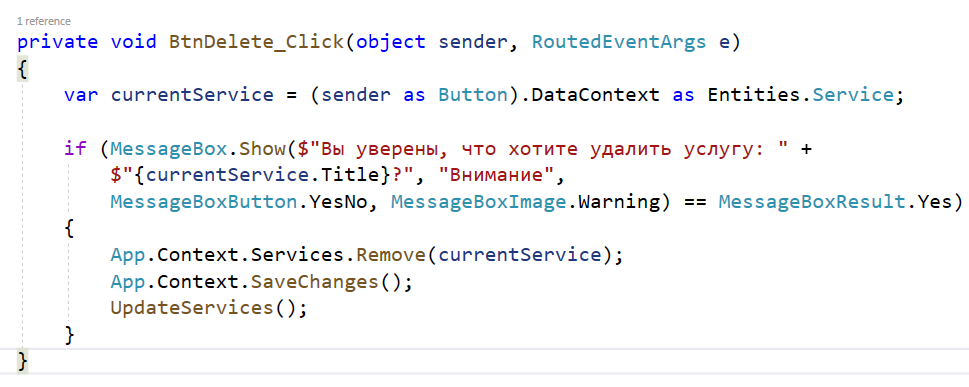 1 reference
private void BtnDelete_Click(object sender, RoutedEventArgs e)
{
    var currentService = (sender as Button).DataContext as Entities.Service;

    if (MessageBox.Show($"Вы уверены, что хотите удалить услугу: " +
        $"{currentService.Title}?", "Внимание",
        MessageBoxButton.YesNo, MessageBoxImage.Warning) == MessageBoxResult.Yes)
    {
        App.Context.Services.Remove(currentService);
        App.Context.SaveChanges();
        UpdateServices();
    }
}